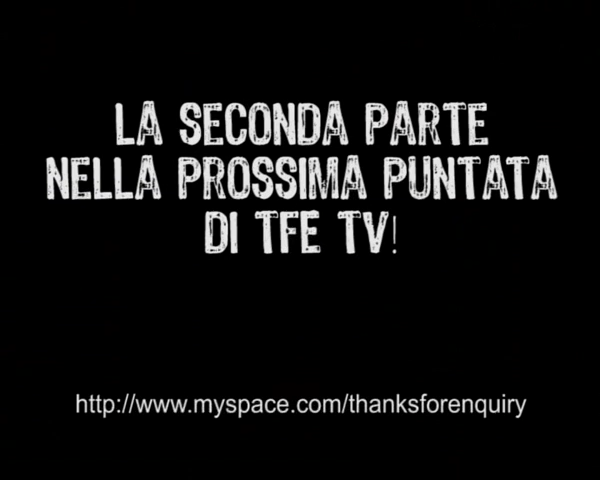 LA SECONDA PARTE
NELLA PROSSIMA PUNTATA
DI TFE TV!
http://www.myspace.com/thanksforenquiry